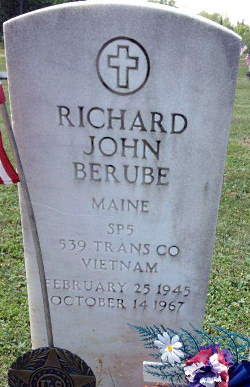 RICHARD
JOHN
BERUBE
MAINE
SP5
539 TRANS CO
VIETNAM
FEBRUARY 25 1945
OCTOBER 14 1967